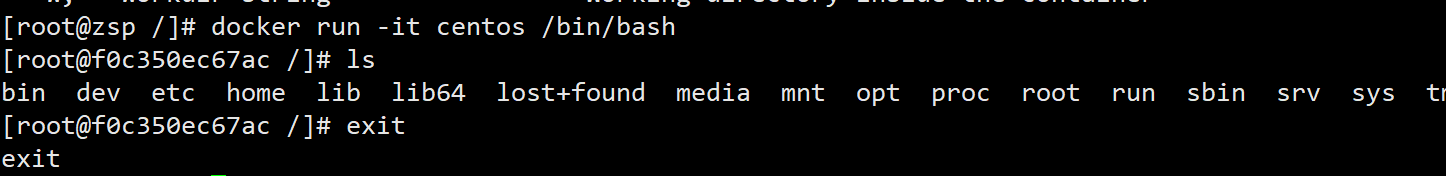 [root@zsp /]# docker run -it centos /bin/bash
[root@f0c350ec67ac /]# ls
bin dev etc home lib lib64 lost+found media mnt opt proc root run sbin srv sys
[root@f0c350ec67ac /]# exit
exit